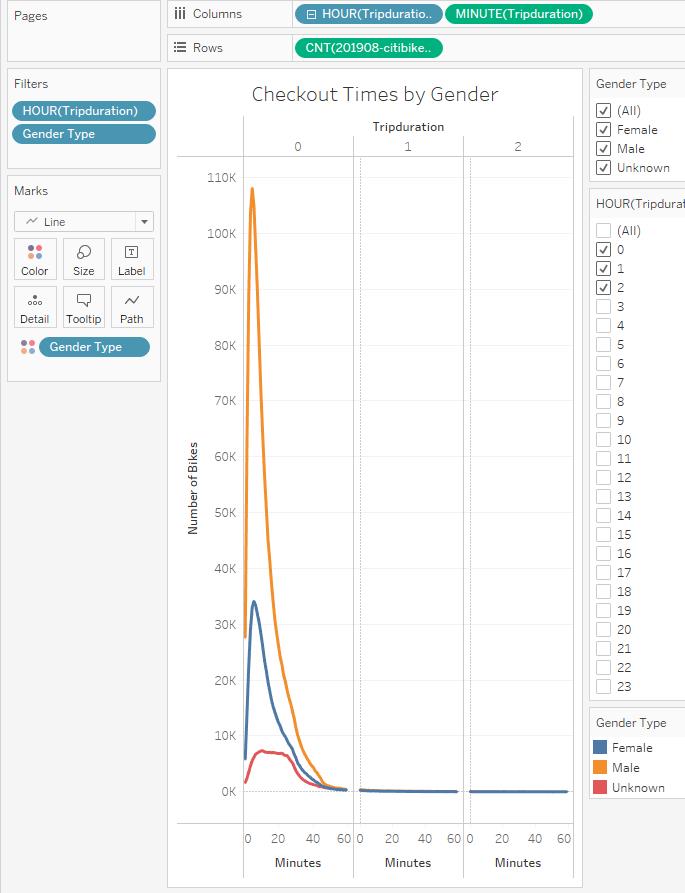 Pages
Columns
HOUR(Tripduratio..
MINUTE(Tripduration)
Rows
CNT(201908-citibike..
Filters
HOUR(Tripduration)
Gender Type
Marks
Line
Color
Size
Label
Detail
Tooltip
Path
Gender Type
Checkout Times by Gender
Tripduration
0
1
2
Number of Bikes
110K
100K
90K
80K
70K
60K
50K
40K
30K
20K
10K
0K
0 20 40 60
0 20 40 60
0 20 40 60
Minutes
Minutes
Minutes
Gender Type
(All)
Female
Male
Unknown
HOUR(Tripdurat
(All)
0
1
2
3
4
5
6
7
8
9
10
11
12
13
14
15
16
17
18
19
20
21
22
23
Gender Type
Female
Male
Unknown